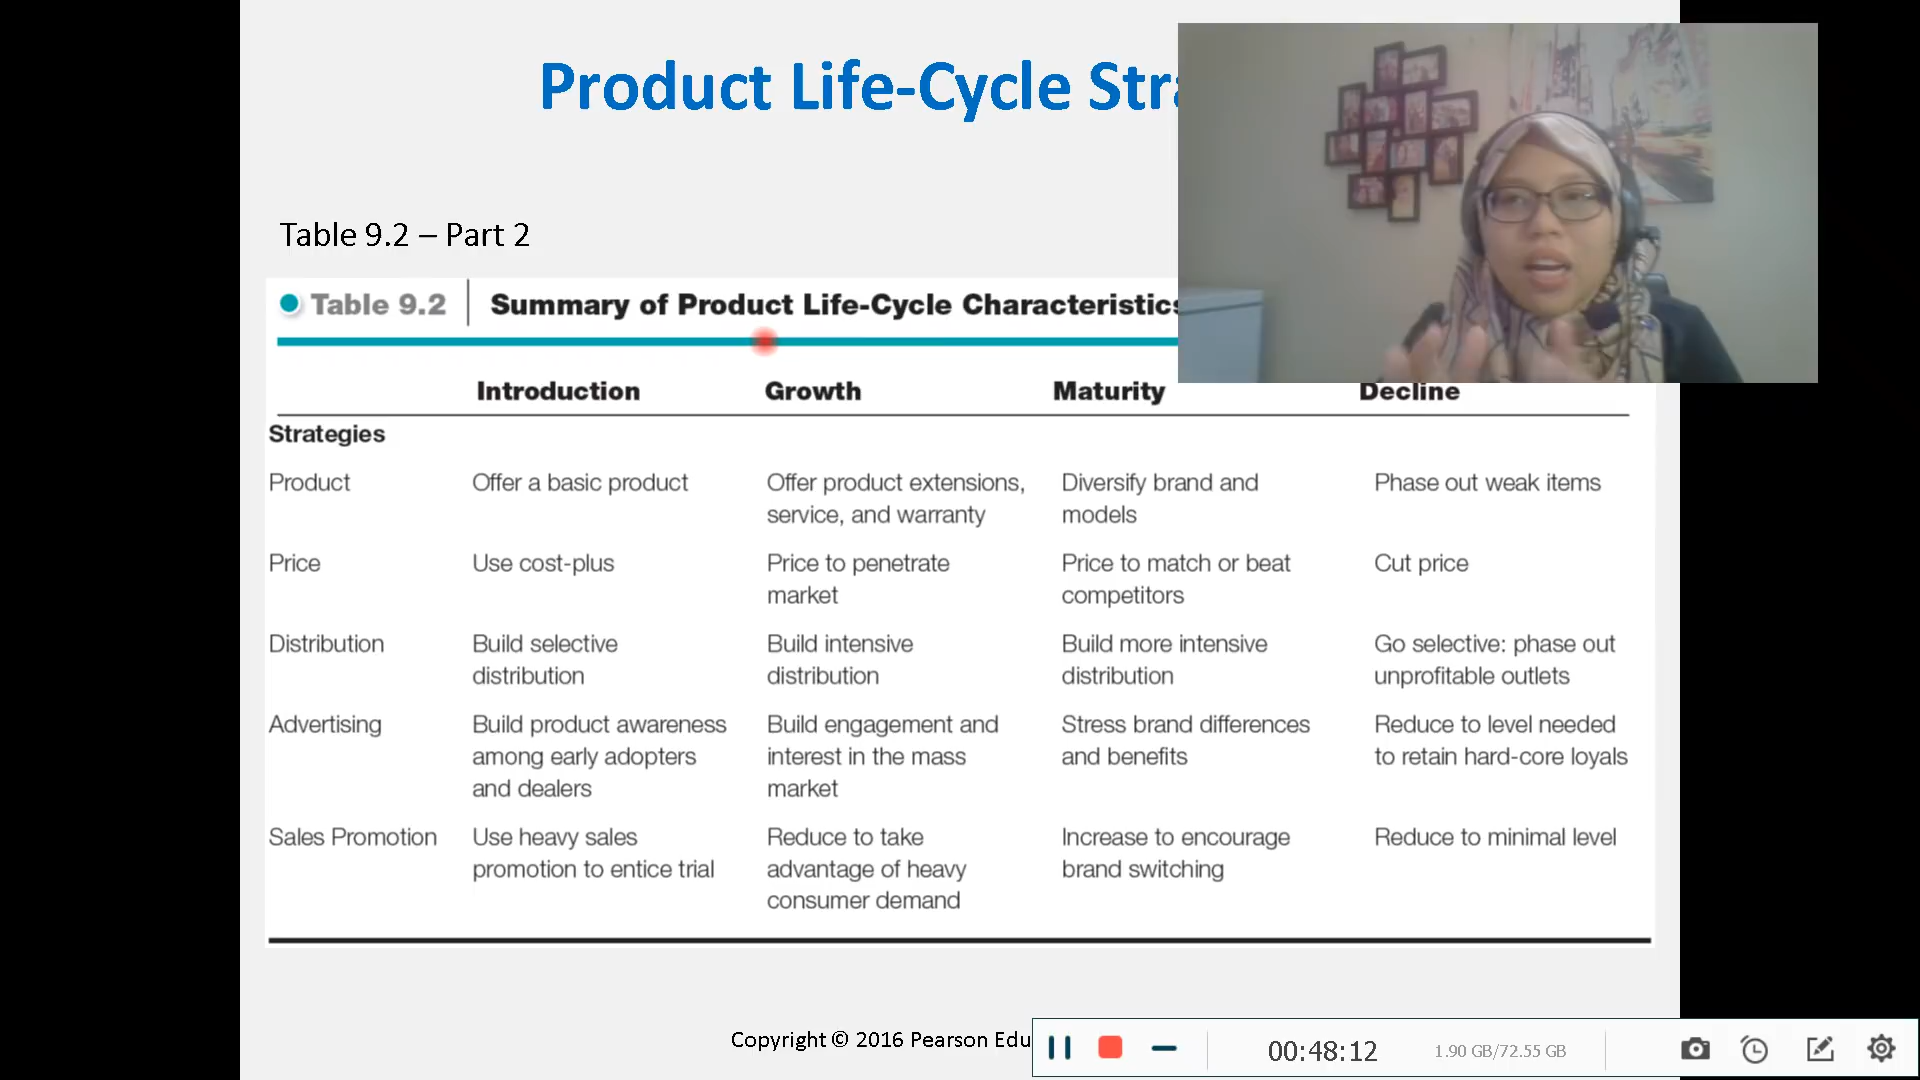 Product Life-Cycle
Table 9.2 – Part 2
Table 9.2 Summary of Product Life-Cycle Characteristics
Introduction Growth Maturity Decline
Strategies
Product Offer a basic product Offer product extensions, service, and warranty Diversify brand and models Phase out weak items
Price Use cost-plus Price to penetrate market Price to match or beat competitors Cut price
Distribution Build selective distribution Build intensive distribution Build more intensive distribution Go selective: phase out unprofitable outlets
Advertising Build product awareness among early adopters and dealers Build engagement and interest in the mass market Stress brand differences and benefits Reduce to level needed to retain hard-core loyals
Sales Promotion Use heavy sales promotion to entice trial Reduce to take advantage of heavy consumer demand Increase to encourage brand switching Reduce to minimal level
Copyright © 2016 Pearson
00:48:12 1.90 GB/72.55 GB